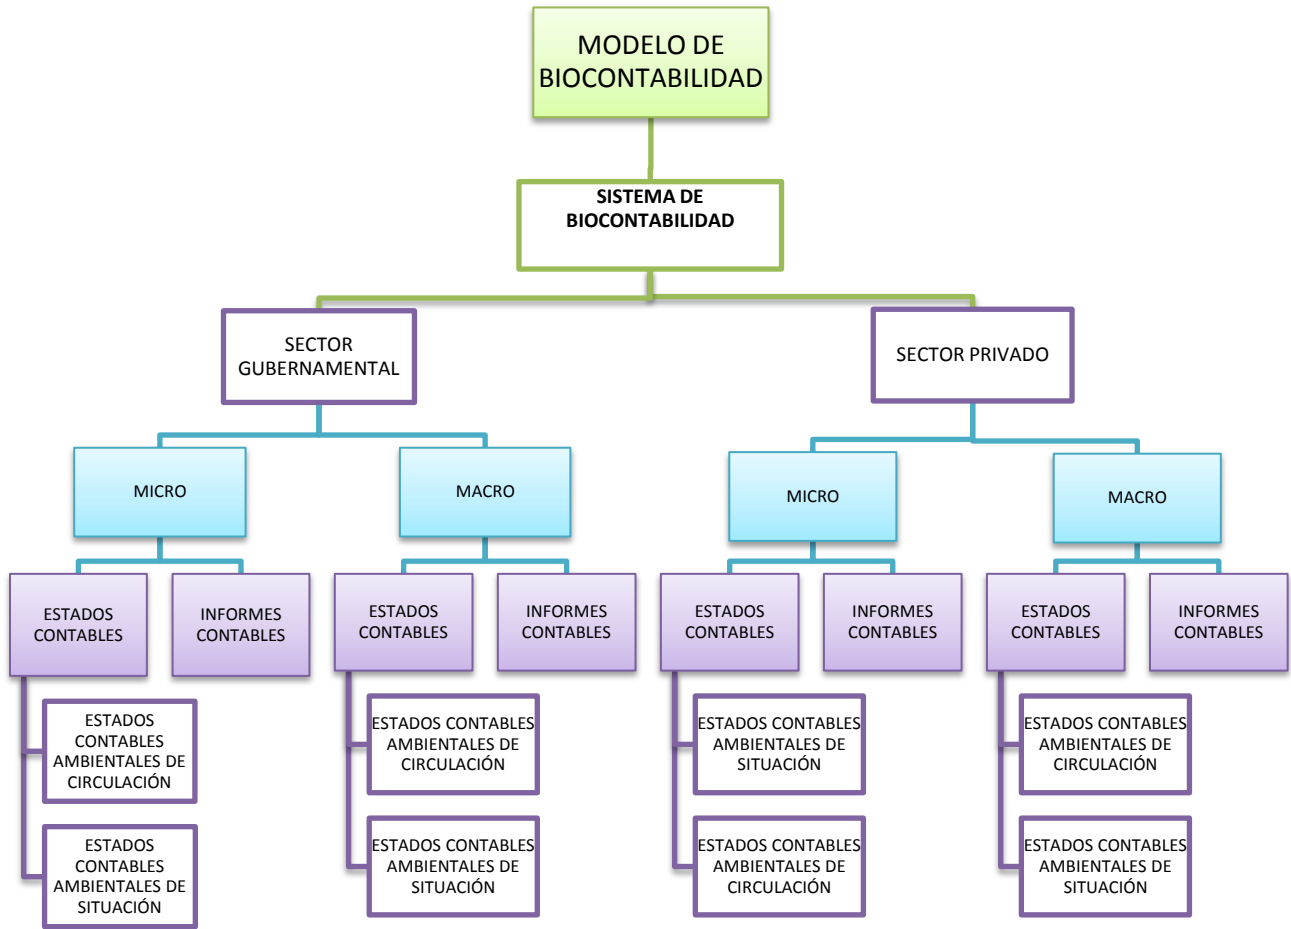 MODELO DE
BIOCONTABILIDAD
SISTEMA DE
BIOCONTABILIDAD
SECTOR
GUBERNAMENTAL
SECTOR PRIVADO
MICRO
MACRO
MICRO
MACRO
ESTADOS
CONTABLES
INFORMES
CONTABLES
ESTADOS
CONTABLES
INFORMES
CONTABLES
ESTADOS
CONTABLES
INFORMES
CONTABLES
ESTADOS
CONTABLES
INFORMES
CONTABLES
ESTADOS
CONTABLES
AMBIENTALES DE
CIRCULACIÓN
ESTADOS CONTABLES
AMBIENTALES DE
CIRCULACIÓN
ESTADOS CONTABLES
AMBIENTALES DE
SITUACIÓN
ESTADOS CONTABLES
AMBIENTALES DE
CIRCULACIÓN
ESTADOS
CONTABLES
AMBIENTALES DE
SITUACIÓN
ESTADOS CONTABLES
AMBIENTALES DE
SITUACIÓN
ESTADOS CONTABLES
AMBIENTALES DE
CIRCULACIÓN
ESTADOS CONTABLES
AMBIENTALES DE
SITUACIÓN